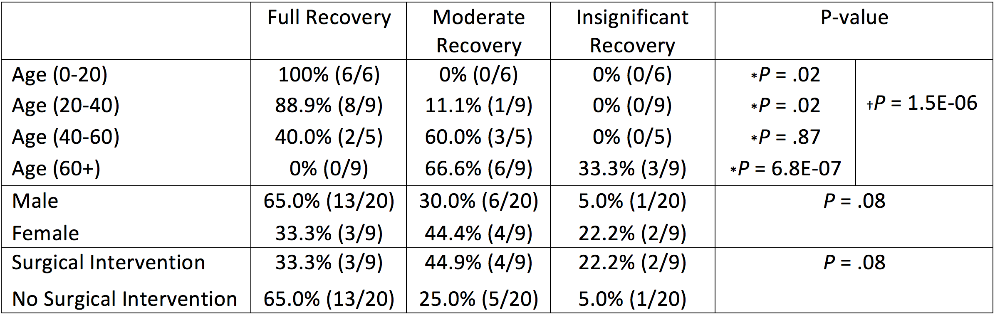 Full Recovery Moderate Recovery Insignificant Recovery P-value
Age (0-20) 100% (6/6) 0% (0/6) 0% (0/6) *P = .02
Age (20-40) 88.9% (8/9) 11.1% (1/9) 0% (0/9) *P = .02 †P = 1.5E-06
Age (40-60) 40.0% (2/5) 60.0% (3/5) 0% (0/5) *P = .87
Age (60+) 0% (0/9) 66.6% (6/9) 33.3% (3/9) *P = 6.8E-07
Male 65.0% (13/20) 30.0% (6/20) 5.0% (1/20) P = .08
Female 33.3% (3/9) 44.4% (4/9) 22.2% (2/9)
Surgical Intervention 33.3% (3/9) 44.9% (4/9) 22.2% (2/9) P = .08
No Surgical Intervention 65.0% (13/20) 25.0% (5/20) 5.0% (1/20)